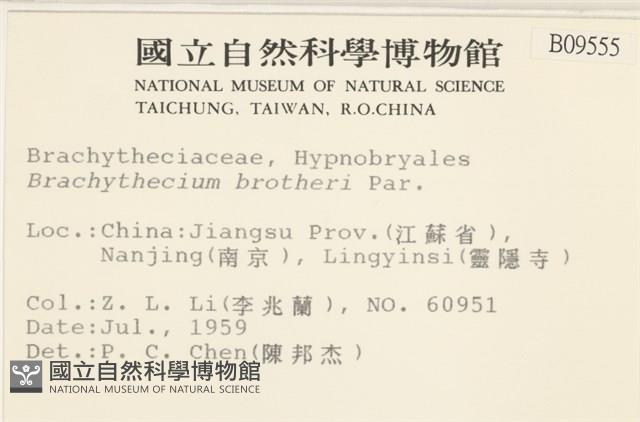 國立自然科學博物館
B09555
NATIONAL MUSEUM OF NATURAL SCIENCE
TAICHUNG, TAIWAN, R.O.CHINA
Brachytheciaceae, Hypnobryales
Brachythecium brotheri Par.
Loc.:China:Jiangsu Prov.(江蘇省),
Nanjing(南京), Lingyinsi(靈隱寺)
Col.:Z. L. Li(李兆蘭), NO. 60951
Date:Jul., 1959
Det.:P. C. Chen(陳邦杰)
國立自然科學博物館
NATIONAL MUSEUM OF NATURAL SCIENCE